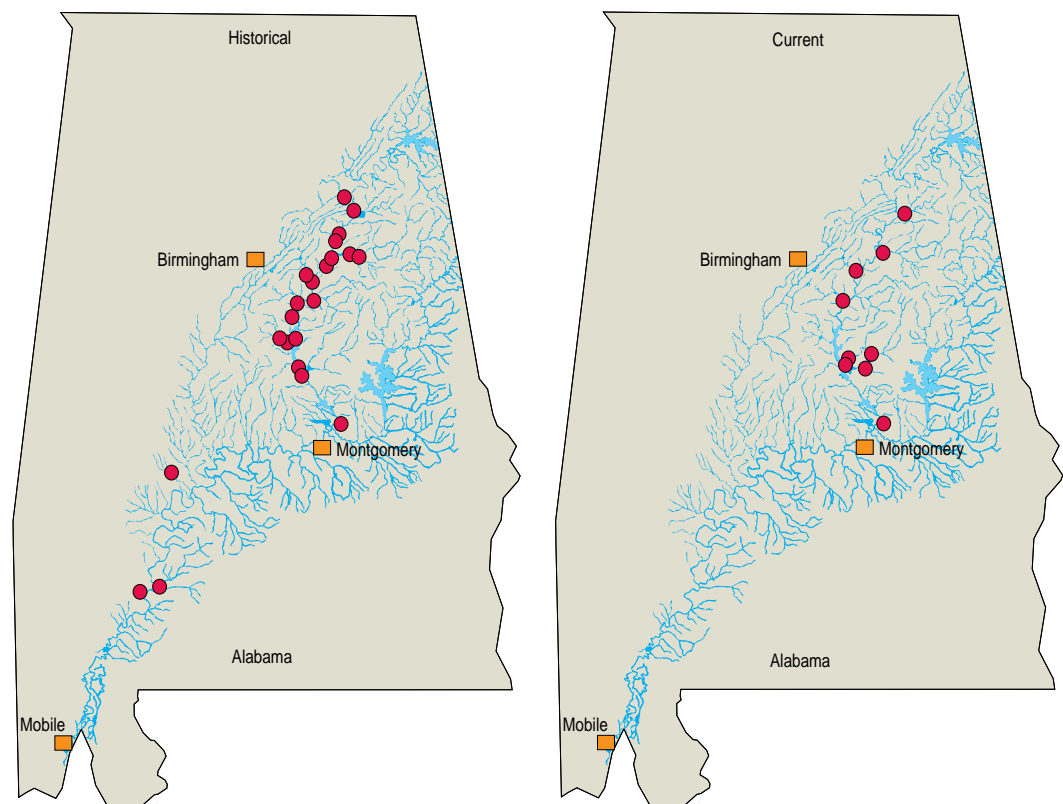 Historical
Birmingham
Montgomery
Alabama
Mobile
Current
Birmingham
Montgomery
Alabama
Mobile